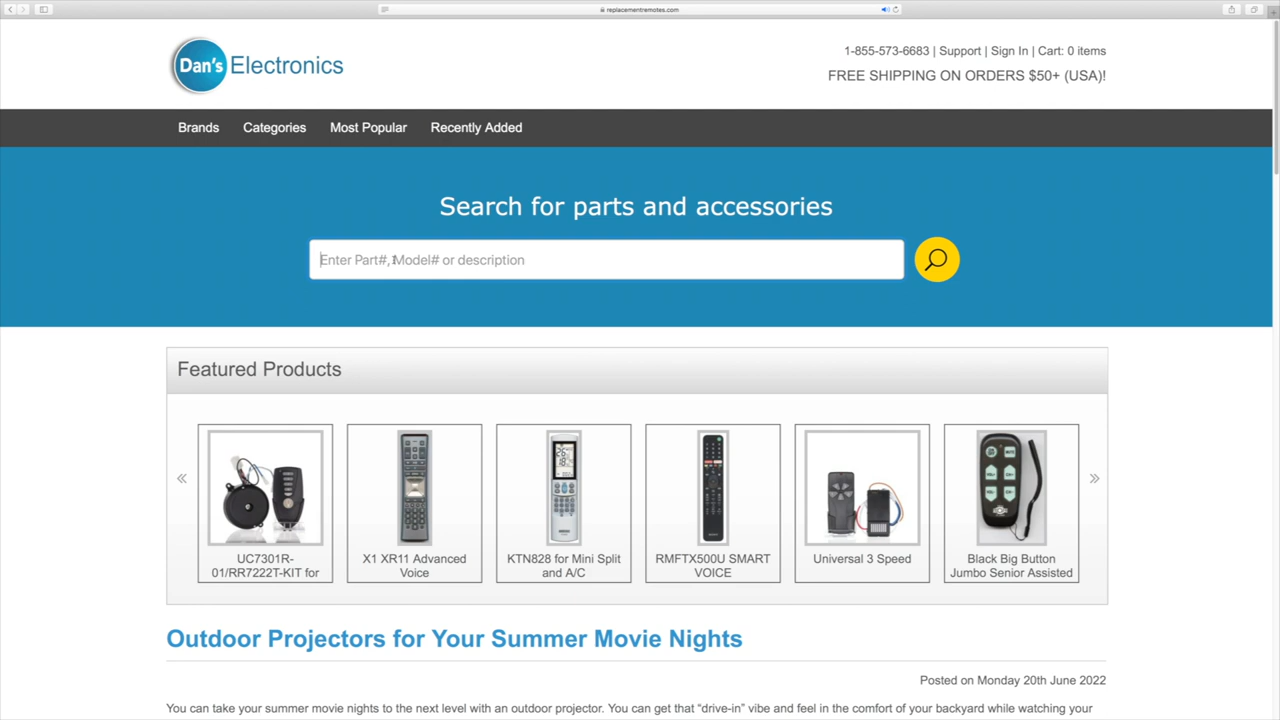 replacementremotes.com
Dan's Electronics
1-855-573-6683 | Support | Sign In | Cart: 0 items
FREE SHIPPING ON ORDERS $50+ (USA)!
Brands Categories Most Popular Recently Added
Search for parts and accessories
Enter Part#, Model# or description
Featured Products
UC7301R-
01/RR7222T-KIT for
X1 XR11 Advanced
Voice
KTN828 for Mini Split
and A/C
RMFTX500U SMART
VOICE
Universal 3 Speed
Black Big Button
Jumbo Senior Assisted
Outdoor Projectors for Your Summer Movie Nights
Posted on Monday 20th June 2022
You can take your summer movie nights to the next level with an outdoor projector. You can get that “drive-in” vibe and feel in the comfort of your backyard while watching your